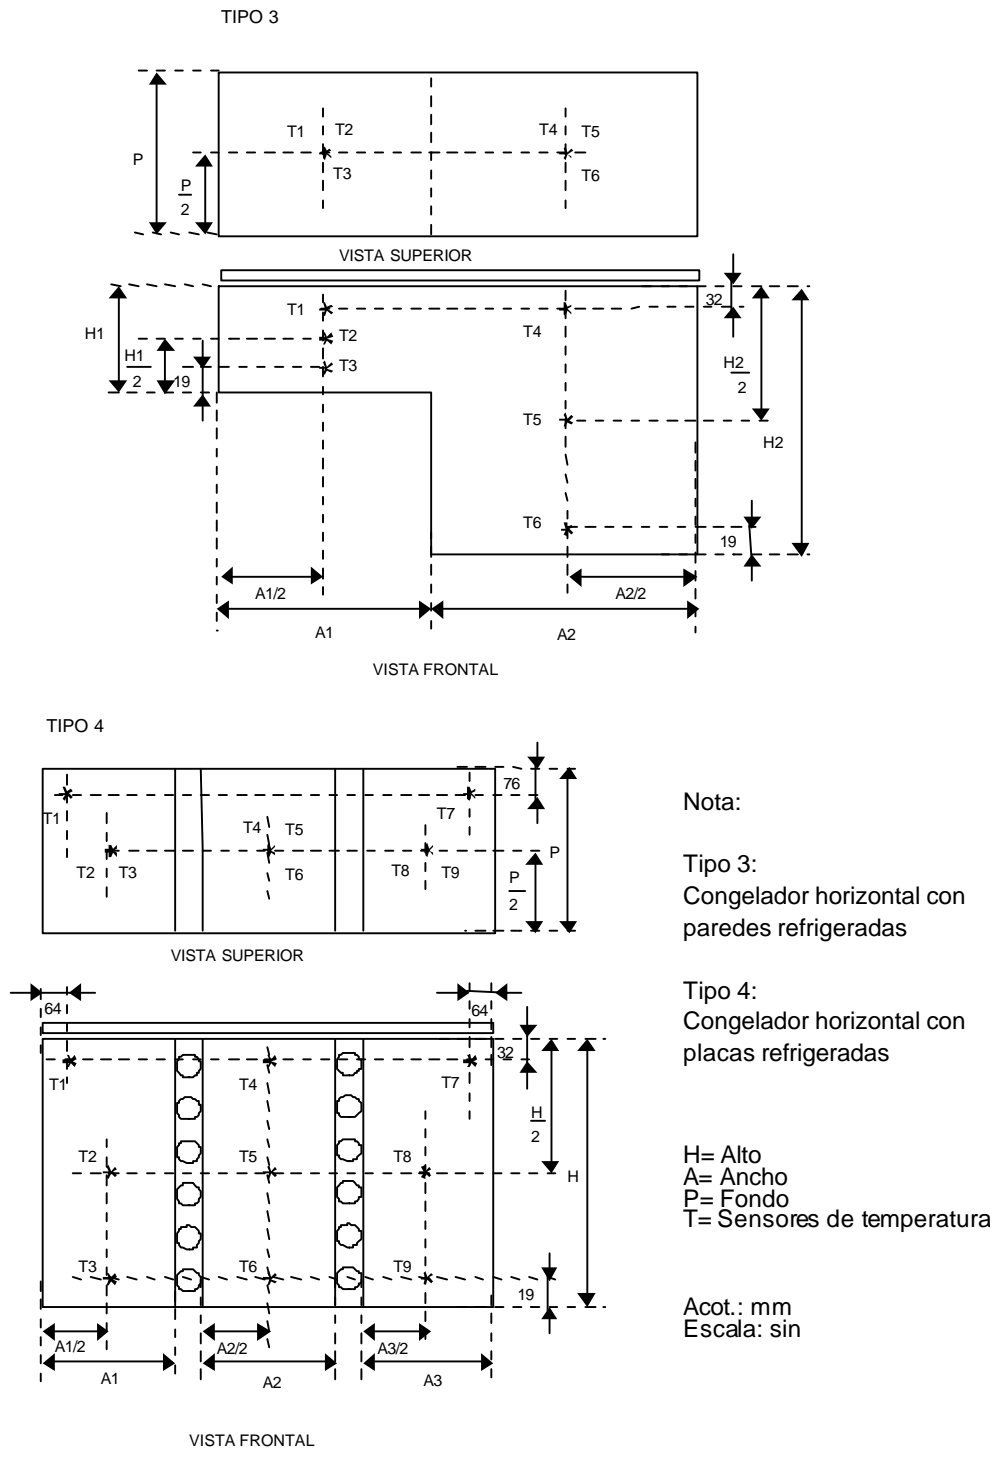 TIPO 3
T1
T2
T4
T5
P
T3
T6
P
2
VISTA SUPERIOR
32
T1
T4
H1
T2
H1
2
T3
19
H2
2
T5
H2
T6
19
A1/2
A2/2
A1
A2
VISTA FRONTAL
TIPO 4
76
T1
T7
T4
T5
P
T2
T3
T6
T8
T9
P
2
VISTA SUPERIOR
64
64
32
T1
T4
T7
H
2
T2
T5
T8
H
T3
T6
T9
19
A1/2
A2/2
A3/2
A1
A2
A3
VISTA FRONTAL
Nota:
Tipo 3:
Congelador horizontal con
paredes refrigeradas
Tipo 4:
Congelador horizontal con
placas refrigeradas
H= Alto
A= Ancho
P= Fondo
T= Sensores de temperatura
Acot.: mm
Escala: sin